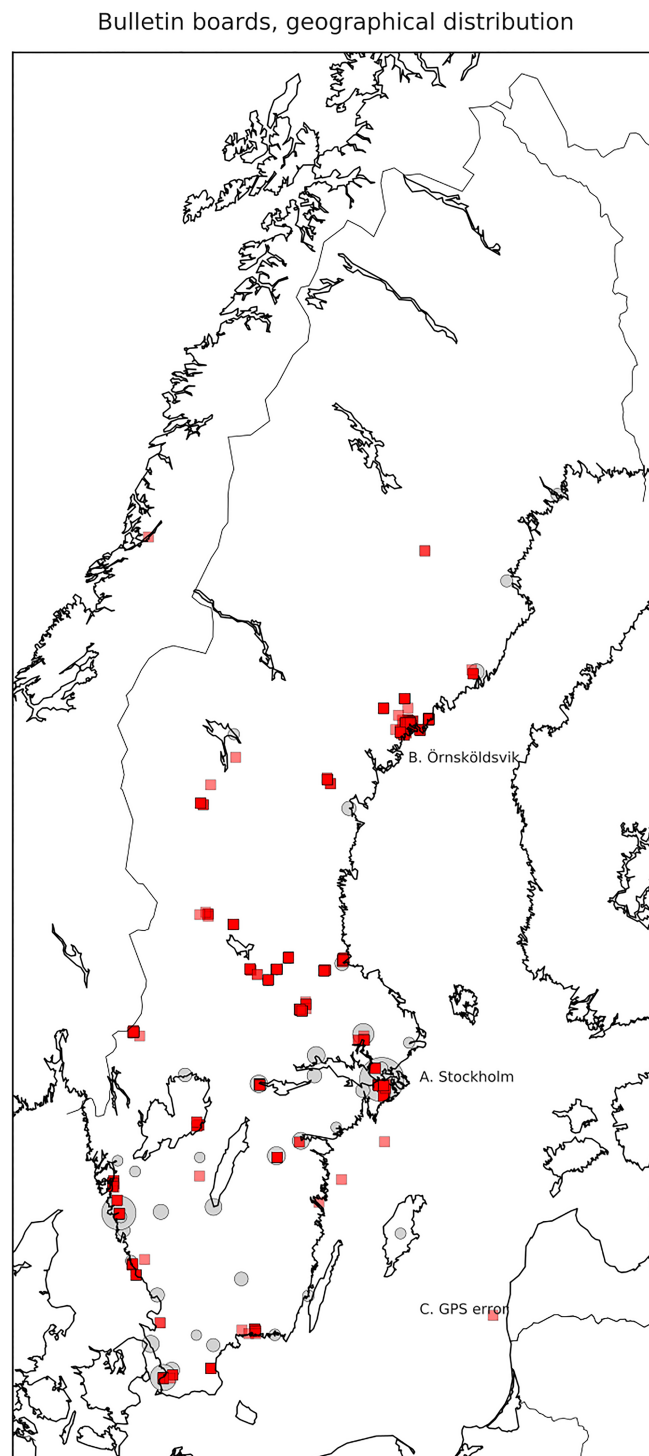 Bulletin boards, geographical distribution
B. Örnsköldsvik
A. Stockholm
C. GPS error